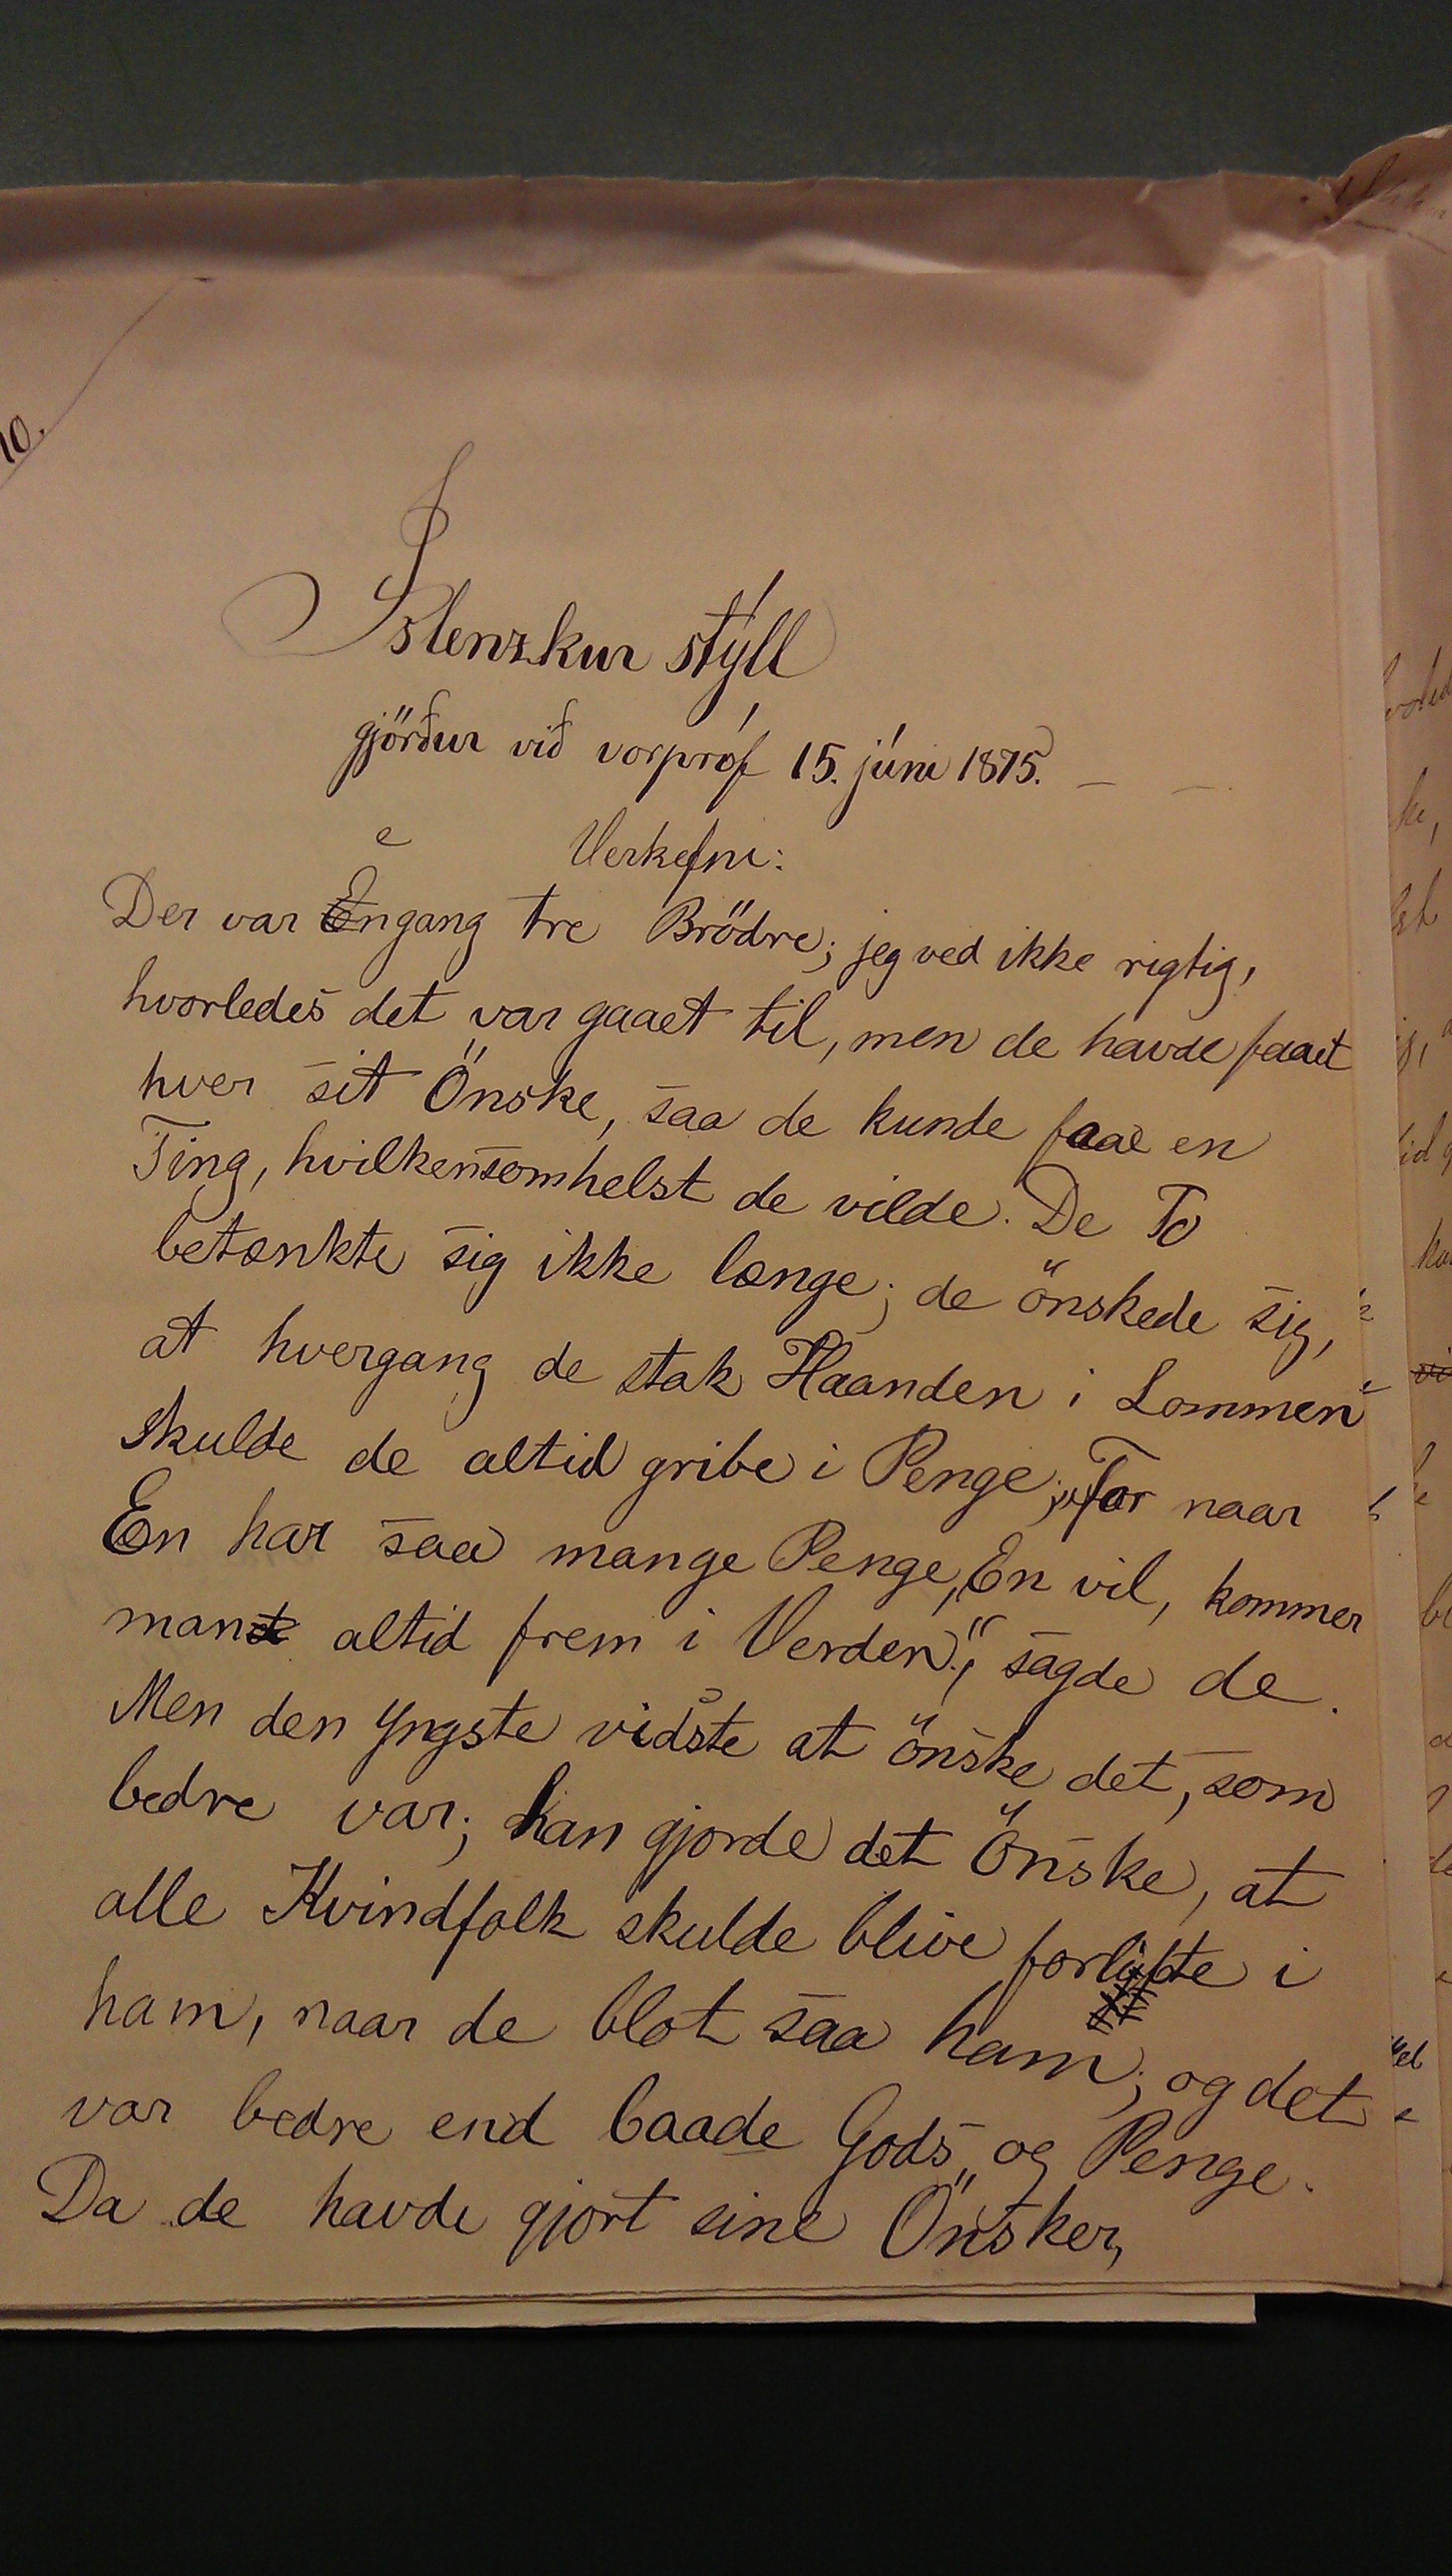 10.
Íslenzkur stýll
gjörður við vorpróf 15. júni 1875.
Verkefni:
Der var engang tre Brödre; jeg ved ikke rigtig,
hvorledes det var gaaet til, men de havde faaet
hver sit Önske, saa de kunde faae en
Ting, hvilkensomhelst de vilde. De To
betænkte sig ikke længe; de önskede sig,
at hvergang de stak Haanden i Lommen
skulde de altid gribe i Penge; „For naar
En har saa mange Penge, En vil, kommer
man altid frem i Verden“, sagde de.
Men den Yngste vidste at önske det, som
bedre var; han gjorde det Önske, at
alle Kvindfolk skulde blive forlibte i
ham, naar de blot saa ham; og det
var bedre end baade Gods og Penge.
Da de havde gjort sine Önsker,